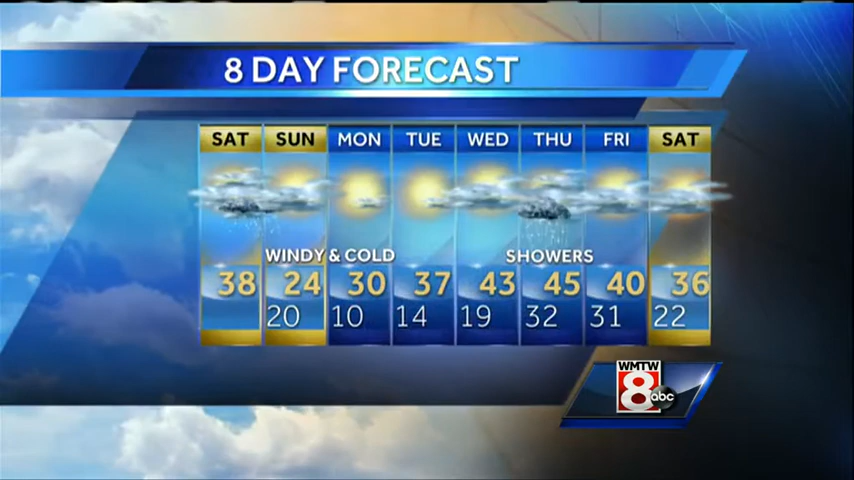 8 DAY FORECAST
SAT SUN MON TUE WED THU FRI SAT
WINDY & COLD SHOWERS
38 24 30 37 43 45 40 36
20 10 14 19 32 31 22
WMTW
8 abc